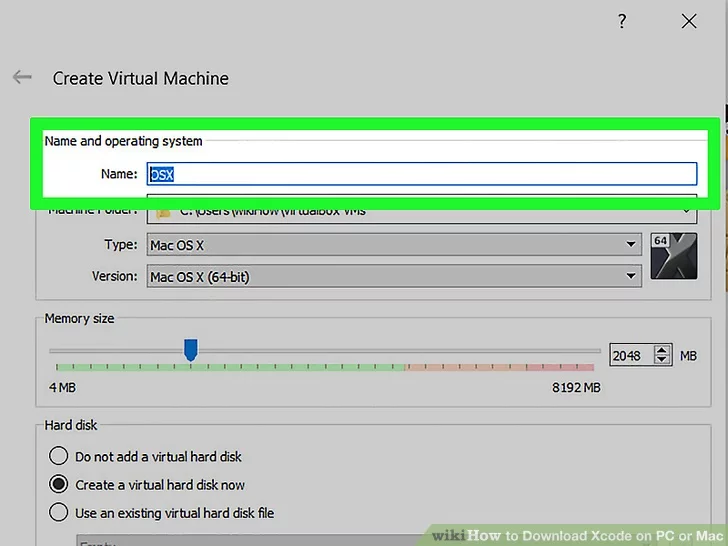 ?
Create Virtual Machine
Name and operating system
Name: OSX
Machine Folder: C:\Users\wikiHow\VirtualBox VMs
Type: Mac OS X
64
Version: Mac OS X (64-bit)
Memory size
2048 MB
4 MB 8192 MB
Hard disk
Do not add a virtual hard disk
Create a virtual hard disk now
Use an existing virtual hard disk file
Empty
wikiHow to Download Xcode on PC or Mac